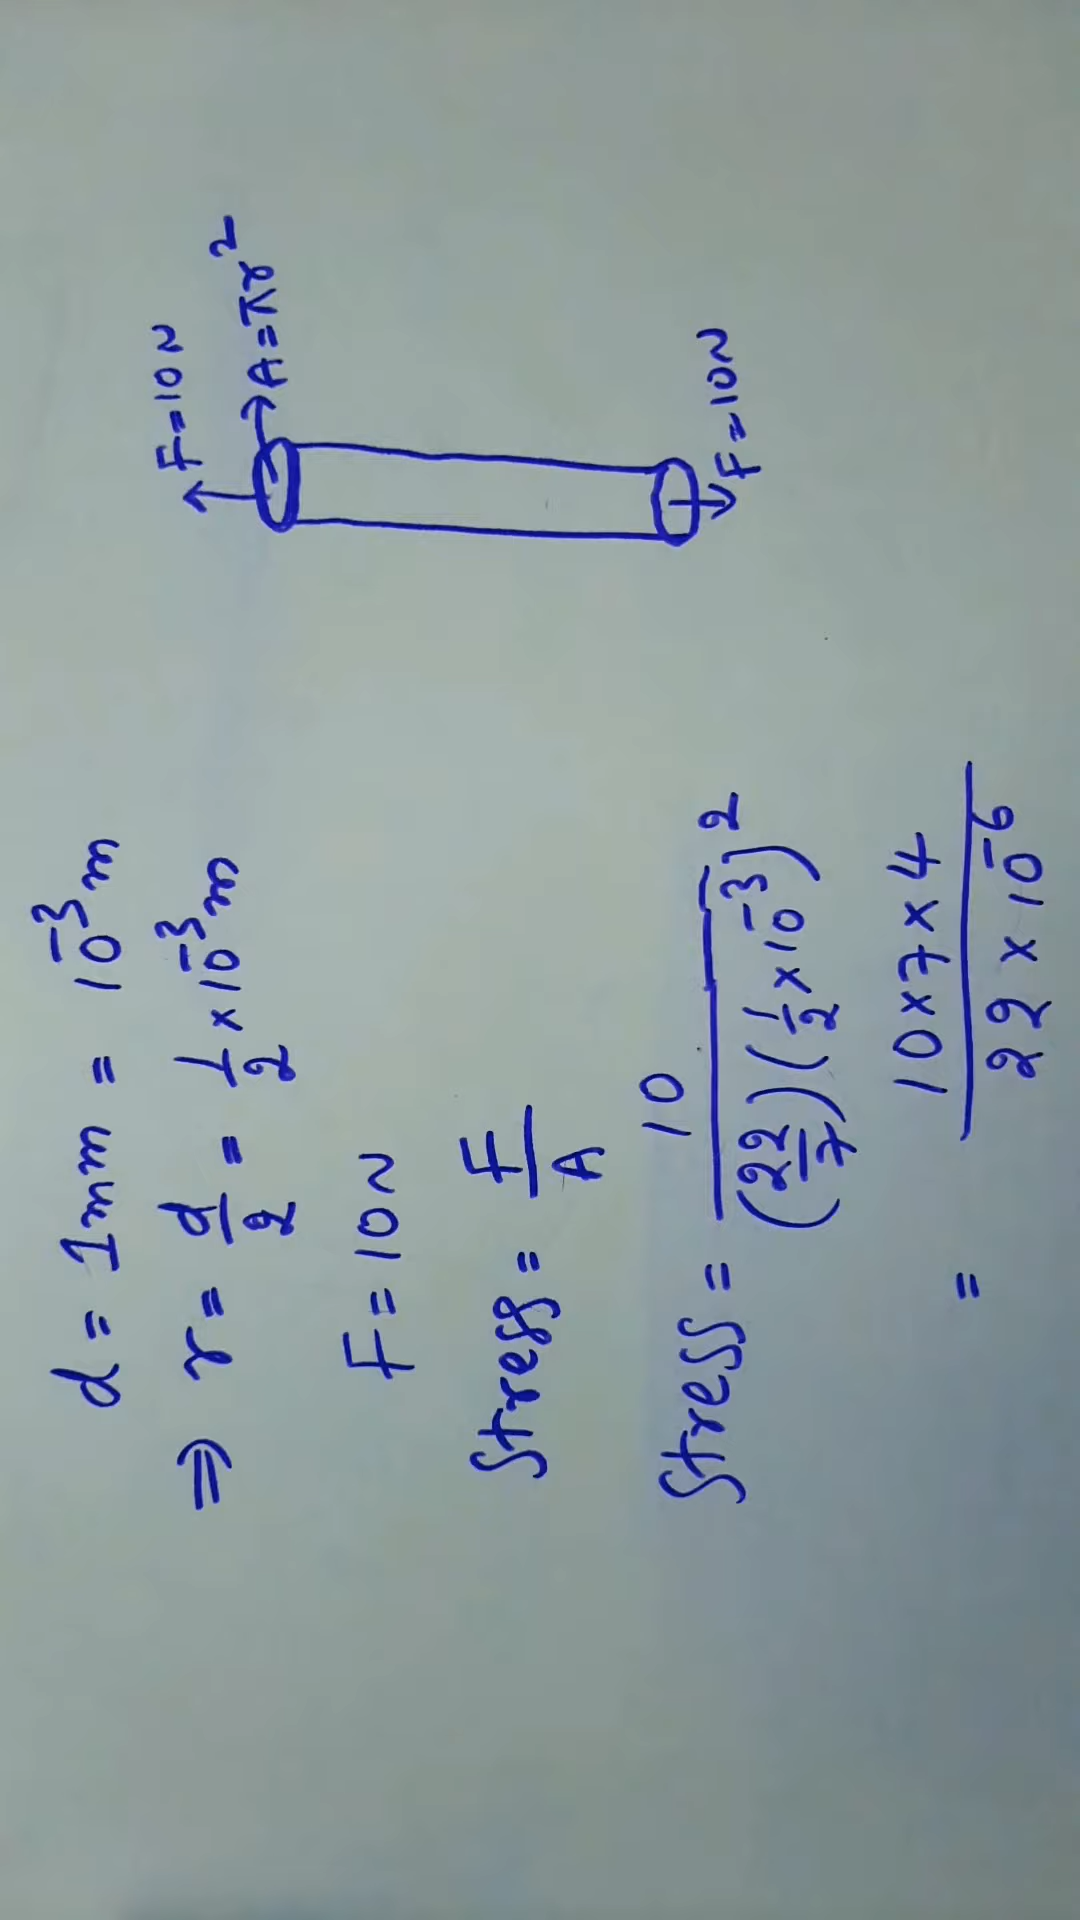 d = 1mm = 10⁻³m
⇒ r = d/2 = 1/2 × 10⁻³m
F = 10N
Stress = F/A
Stress = 10/(22/7)(1/2 × 10⁻³)²
= 10×7×4/22 × 10⁻⁶
F=10N
A=πr²
F=10N